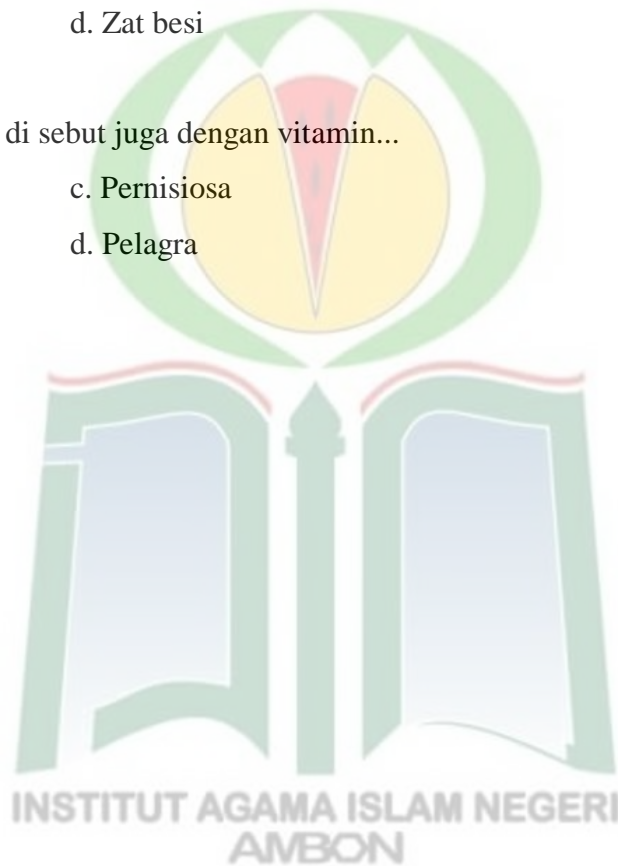 d. Zat besi
di sebut juga dengan vitamin...
c. Pernisiosa
d. Pelagra
INSTITUT AGAMA ISLAM NEGERI
AMBON